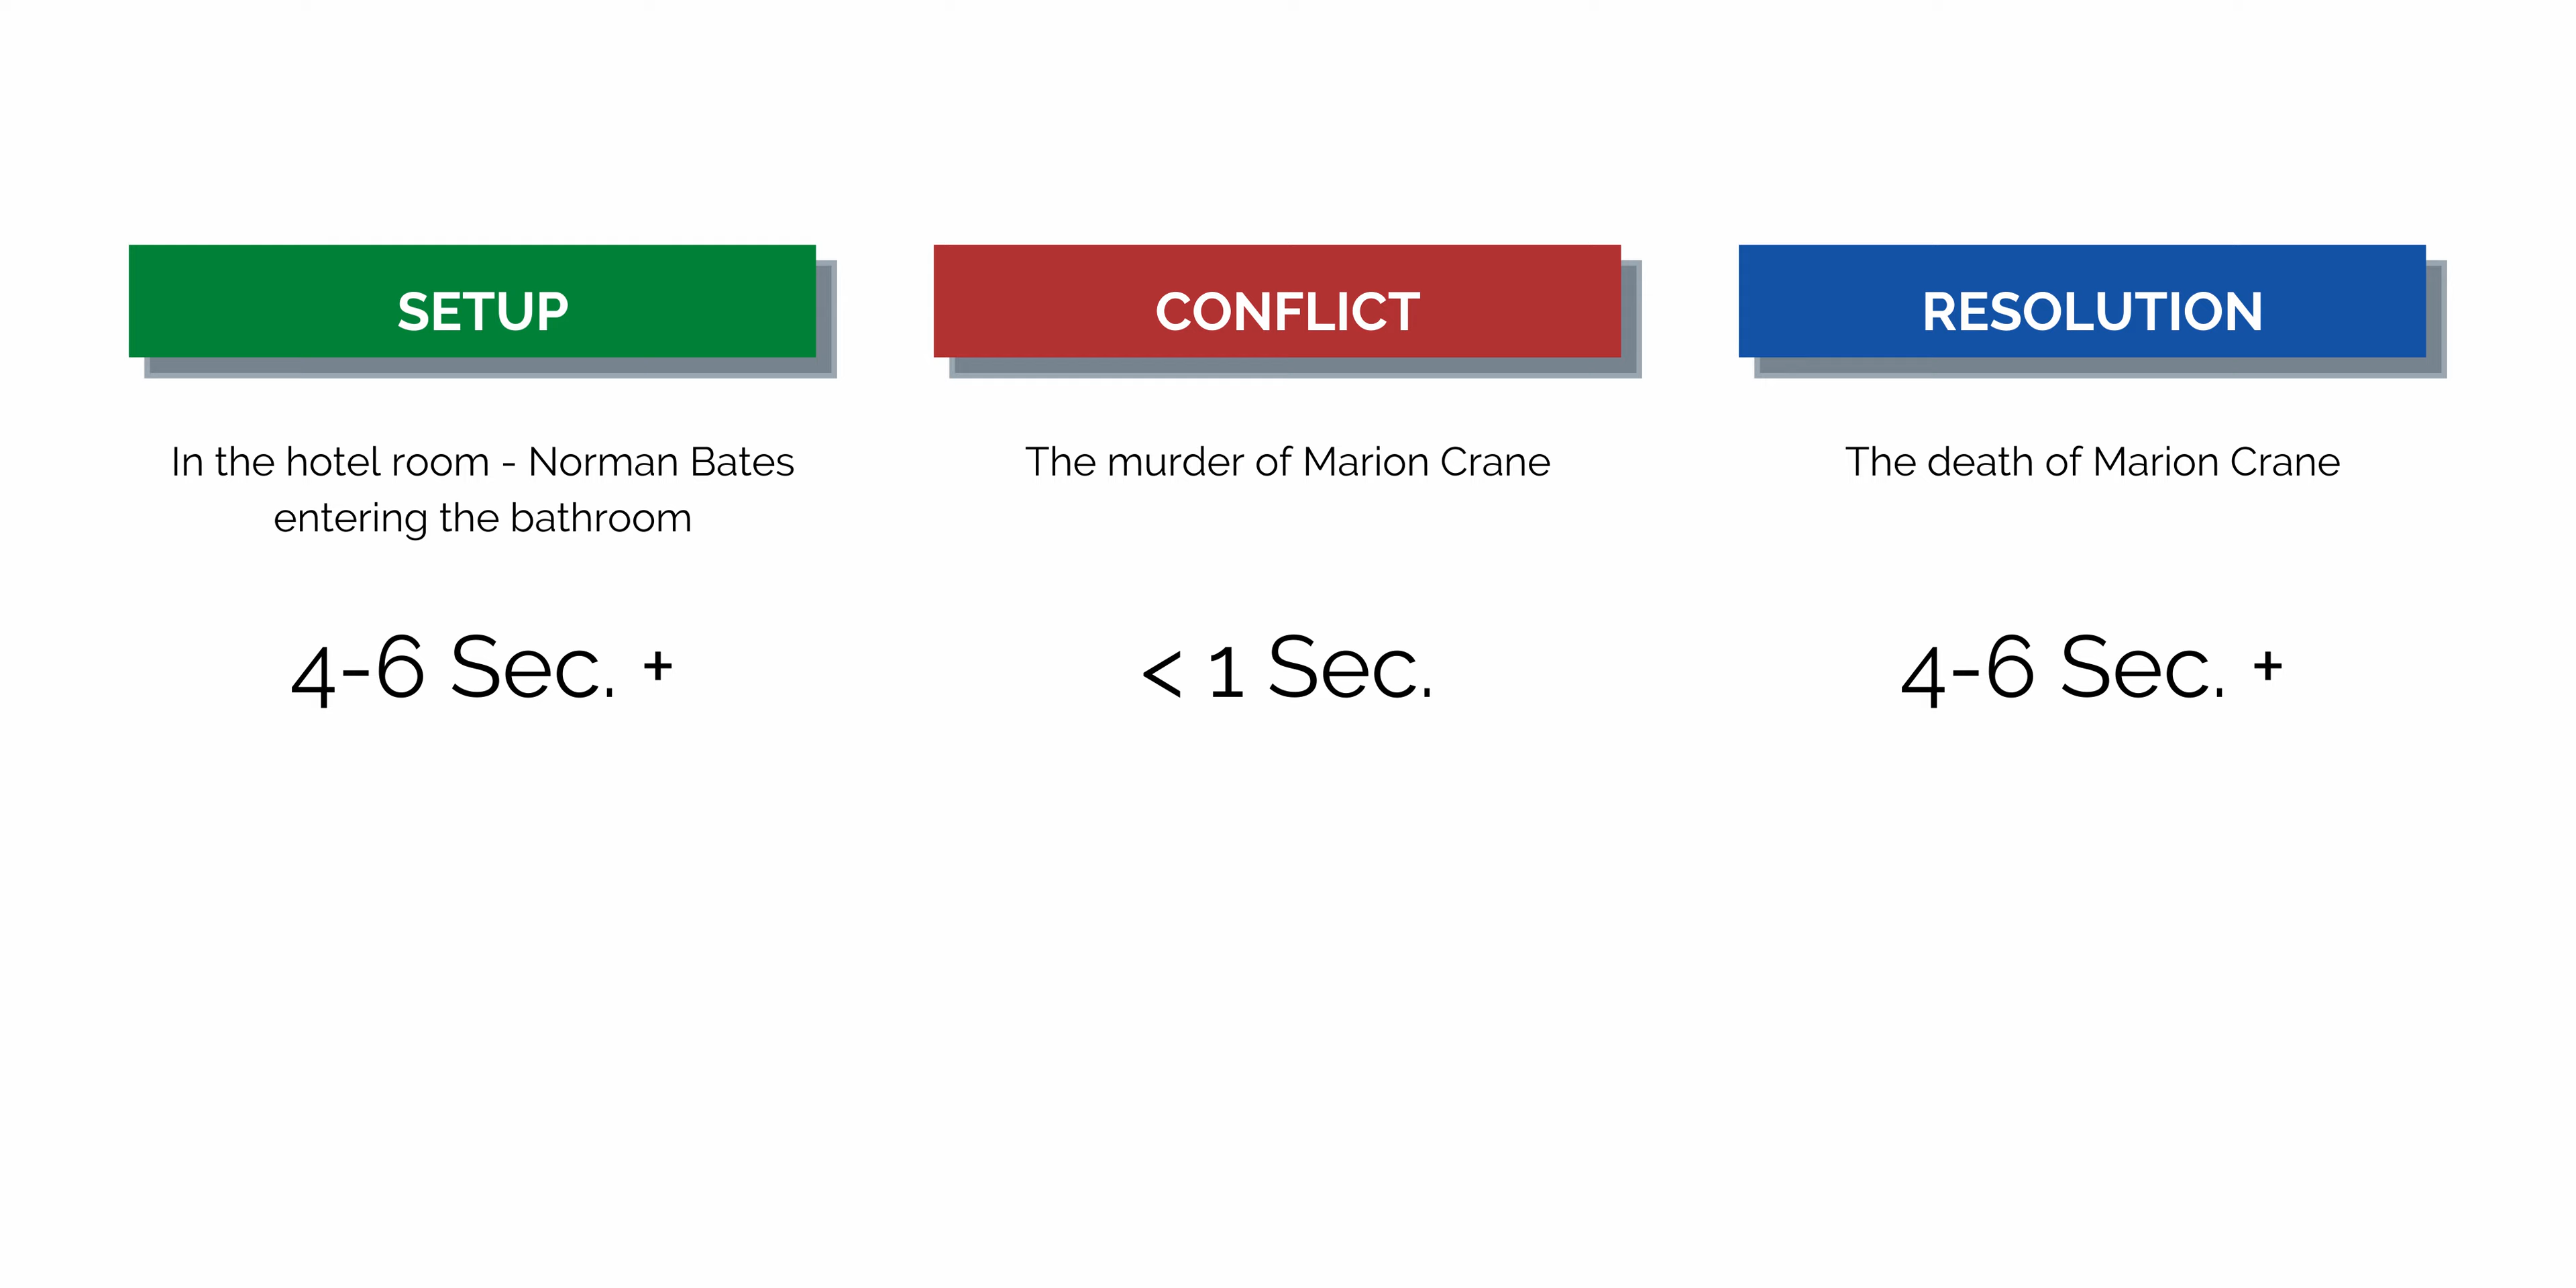 SETUP
In the hotel room - Norman Bates
entering the bathroom
4-6 Sec. +
CONFLICT
The murder of Marion Crane
< 1 Sec.
RESOLUTION
The death of Marion Crane
4-6 Sec. +